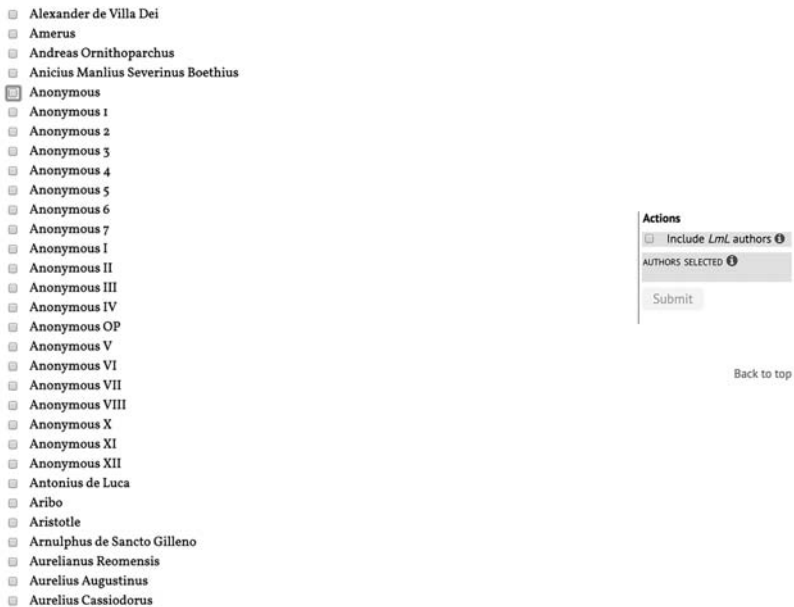 Alexander de Villa Dei
Amerus
Andreas Ornithoparchus
Anicius Manlius Severinus Boethius
Anonymous
Anonymous 1
Anonymous 2
Anonymous 3
Anonymous 4
Anonymous 5
Anonymous 6
Anonymous 7
Anonymous I
Anonymous II
Anonymous III
Anonymous IV
Anonymous OP
Anonymous V
Anonymous VI
Anonymous VII
Anonymous VIII
Anonymous X
Anonymous XI
Anonymous XII
Antonius de Luca
Aribo
Aristotle
Arnulphus de Sancto Gilleno
Aurelianus Reomensis
Aurelius Augustinus
Aurelius Cassiodorus
Actions
Include LmL authors
AUTHORS SELECTED
Submit
Back to top